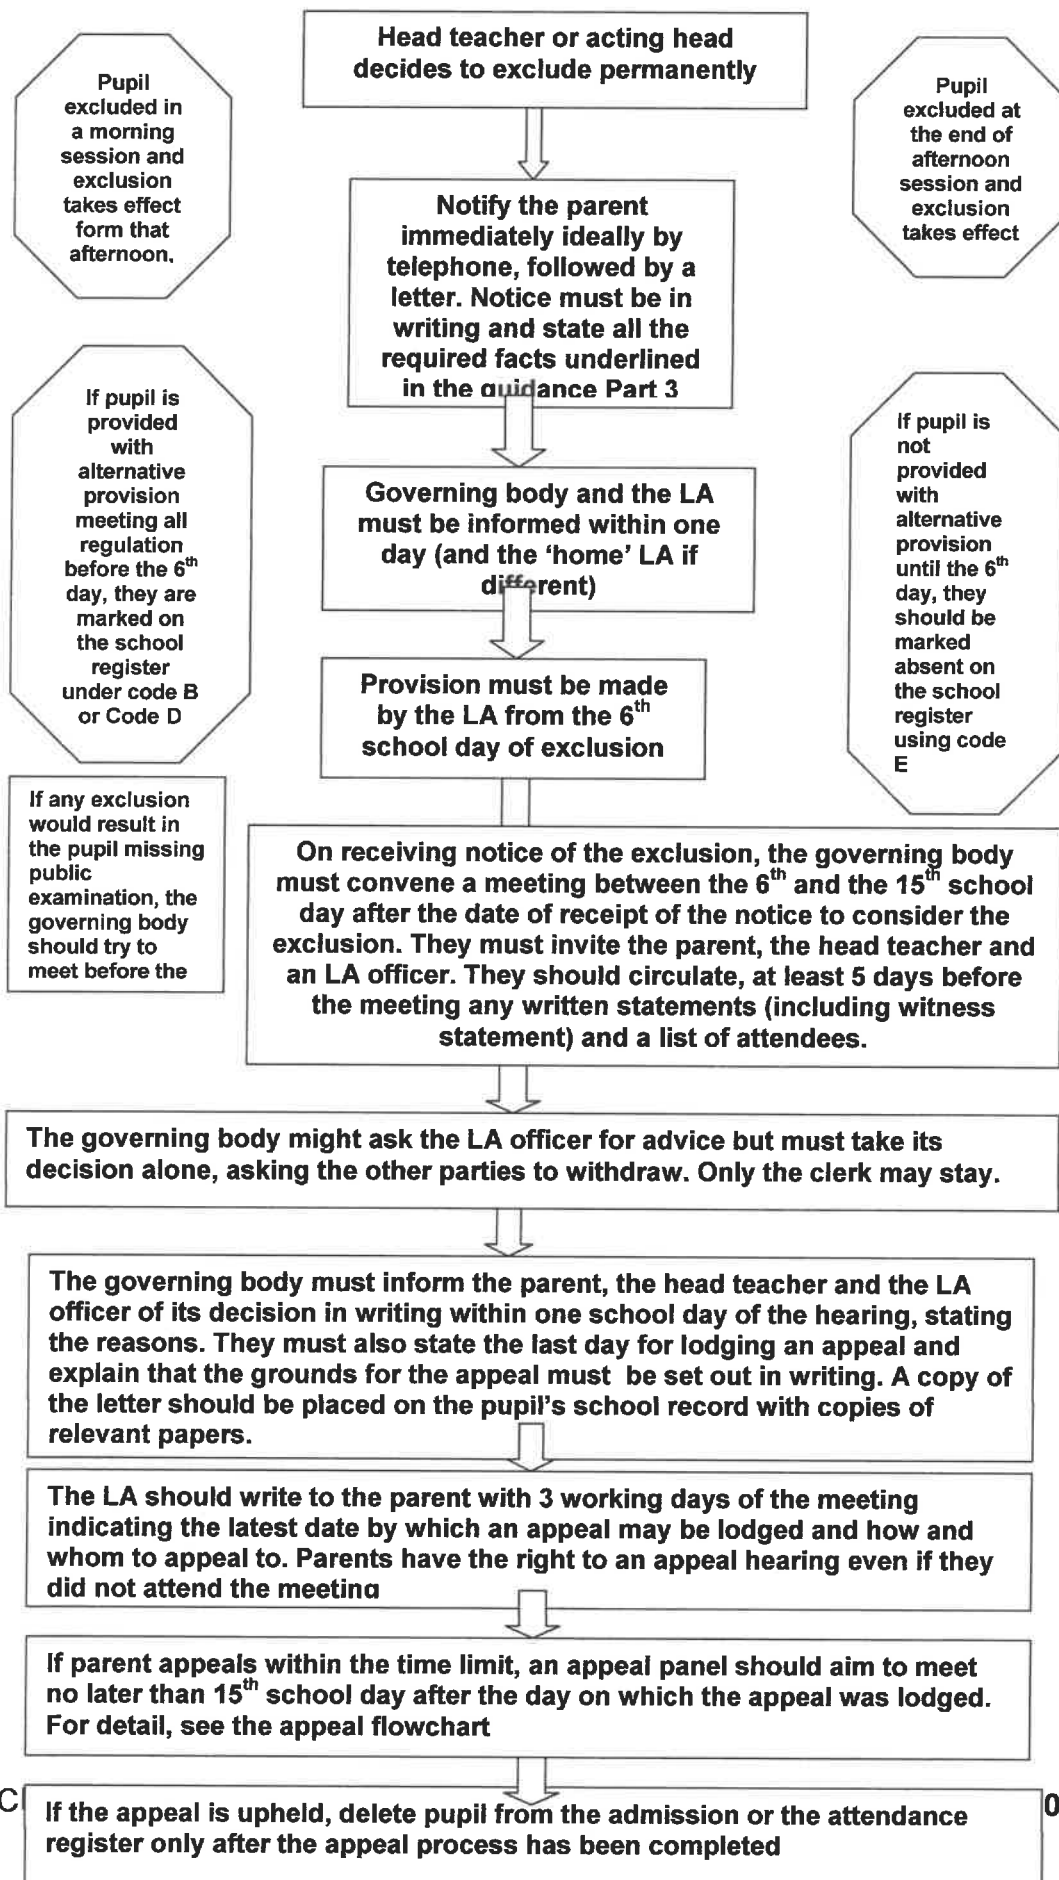 Head teacher or acting head
decides to exclude permanently
Pupil
excluded in
a morning
session and
exclusion
takes effect
form that
afternoon.
Pupil
excluded at
the end of
afternoon
session and
exclusion
takes effect
Notify the parent
immediately ideally by
telephone, followed by a
letter. Notice must be in
writing and state all the
required facts underlined
in the guidance Part 3
If pupil is
provided
with
alternative
provision
meeting all
regulation
before the 6th
day, they are
marked on
the school
register
under code B
or Code D
If pupil is
not
provided
with
alternative
provision
until the 6th
day, they
should be
marked
absent on
the school
register
using code
E
Governing body and the LA
must be informed within one
day (and the ‘home’ LA if
different)
Provision must be made
by the LA from the 6th
school day of exclusion
If any exclusion
would result in
the pupil missing
public
examination, the
governing body
should try to
meet before the
On receiving notice of the exclusion, the governing body
must convene a meeting between the 6th and the 15th school
day after the date of receipt of the notice to consider the
exclusion. They must invite the parent, the head teacher and
an LA officer. They should circulate, at least 5 days before
the meeting any written statements (including witness
statement) and a list of attendees.
The governing body might ask the LA officer for advice but must take its
decision alone, asking the other parties to withdraw. Only the clerk may stay.
The governing body must inform the parent, the head teacher and the LA
officer of its decision in writing within one school day of the hearing, stating
the reasons. They must also state the last day for lodging an appeal and
explain that the grounds for the appeal must be set out in writing. A copy of
the letter should be placed on the pupil’s school record with copies of
relevant papers.
The LA should write to the parent with 3 working days of the meeting
indicating the latest date by which an appeal may be lodged and how and
whom to appeal to. Parents have the right to an appeal hearing even if they
did not attend the meeting
If parent appeals within the time limit, an appeal panel should aim to meet
no later than 15th school day after the day on which the appeal was lodged.
For detail, see the appeal flowchart
If the appeal is upheld, delete pupil from the admission or the attendance
register only after the appeal process has been completed